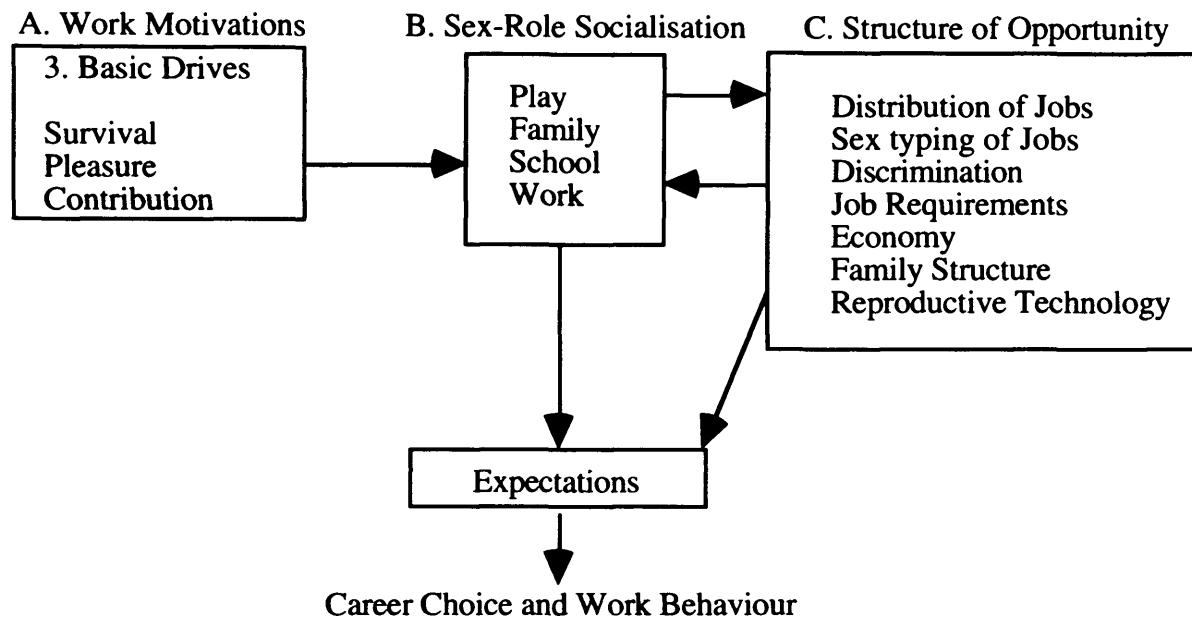 A. Work Motivations
3. Basic Drives
Survival
Pleasure
Contribution
B. Sex-Role Socialisation
Play
Family
School
Work
C. Structure of Opportunity
Distribution of Jobs
Sex typing of Jobs
Discrimination
Job Requirements
Economy
Family Structure
Reproductive Technology
Expectations
Career Choice and Work Behaviour